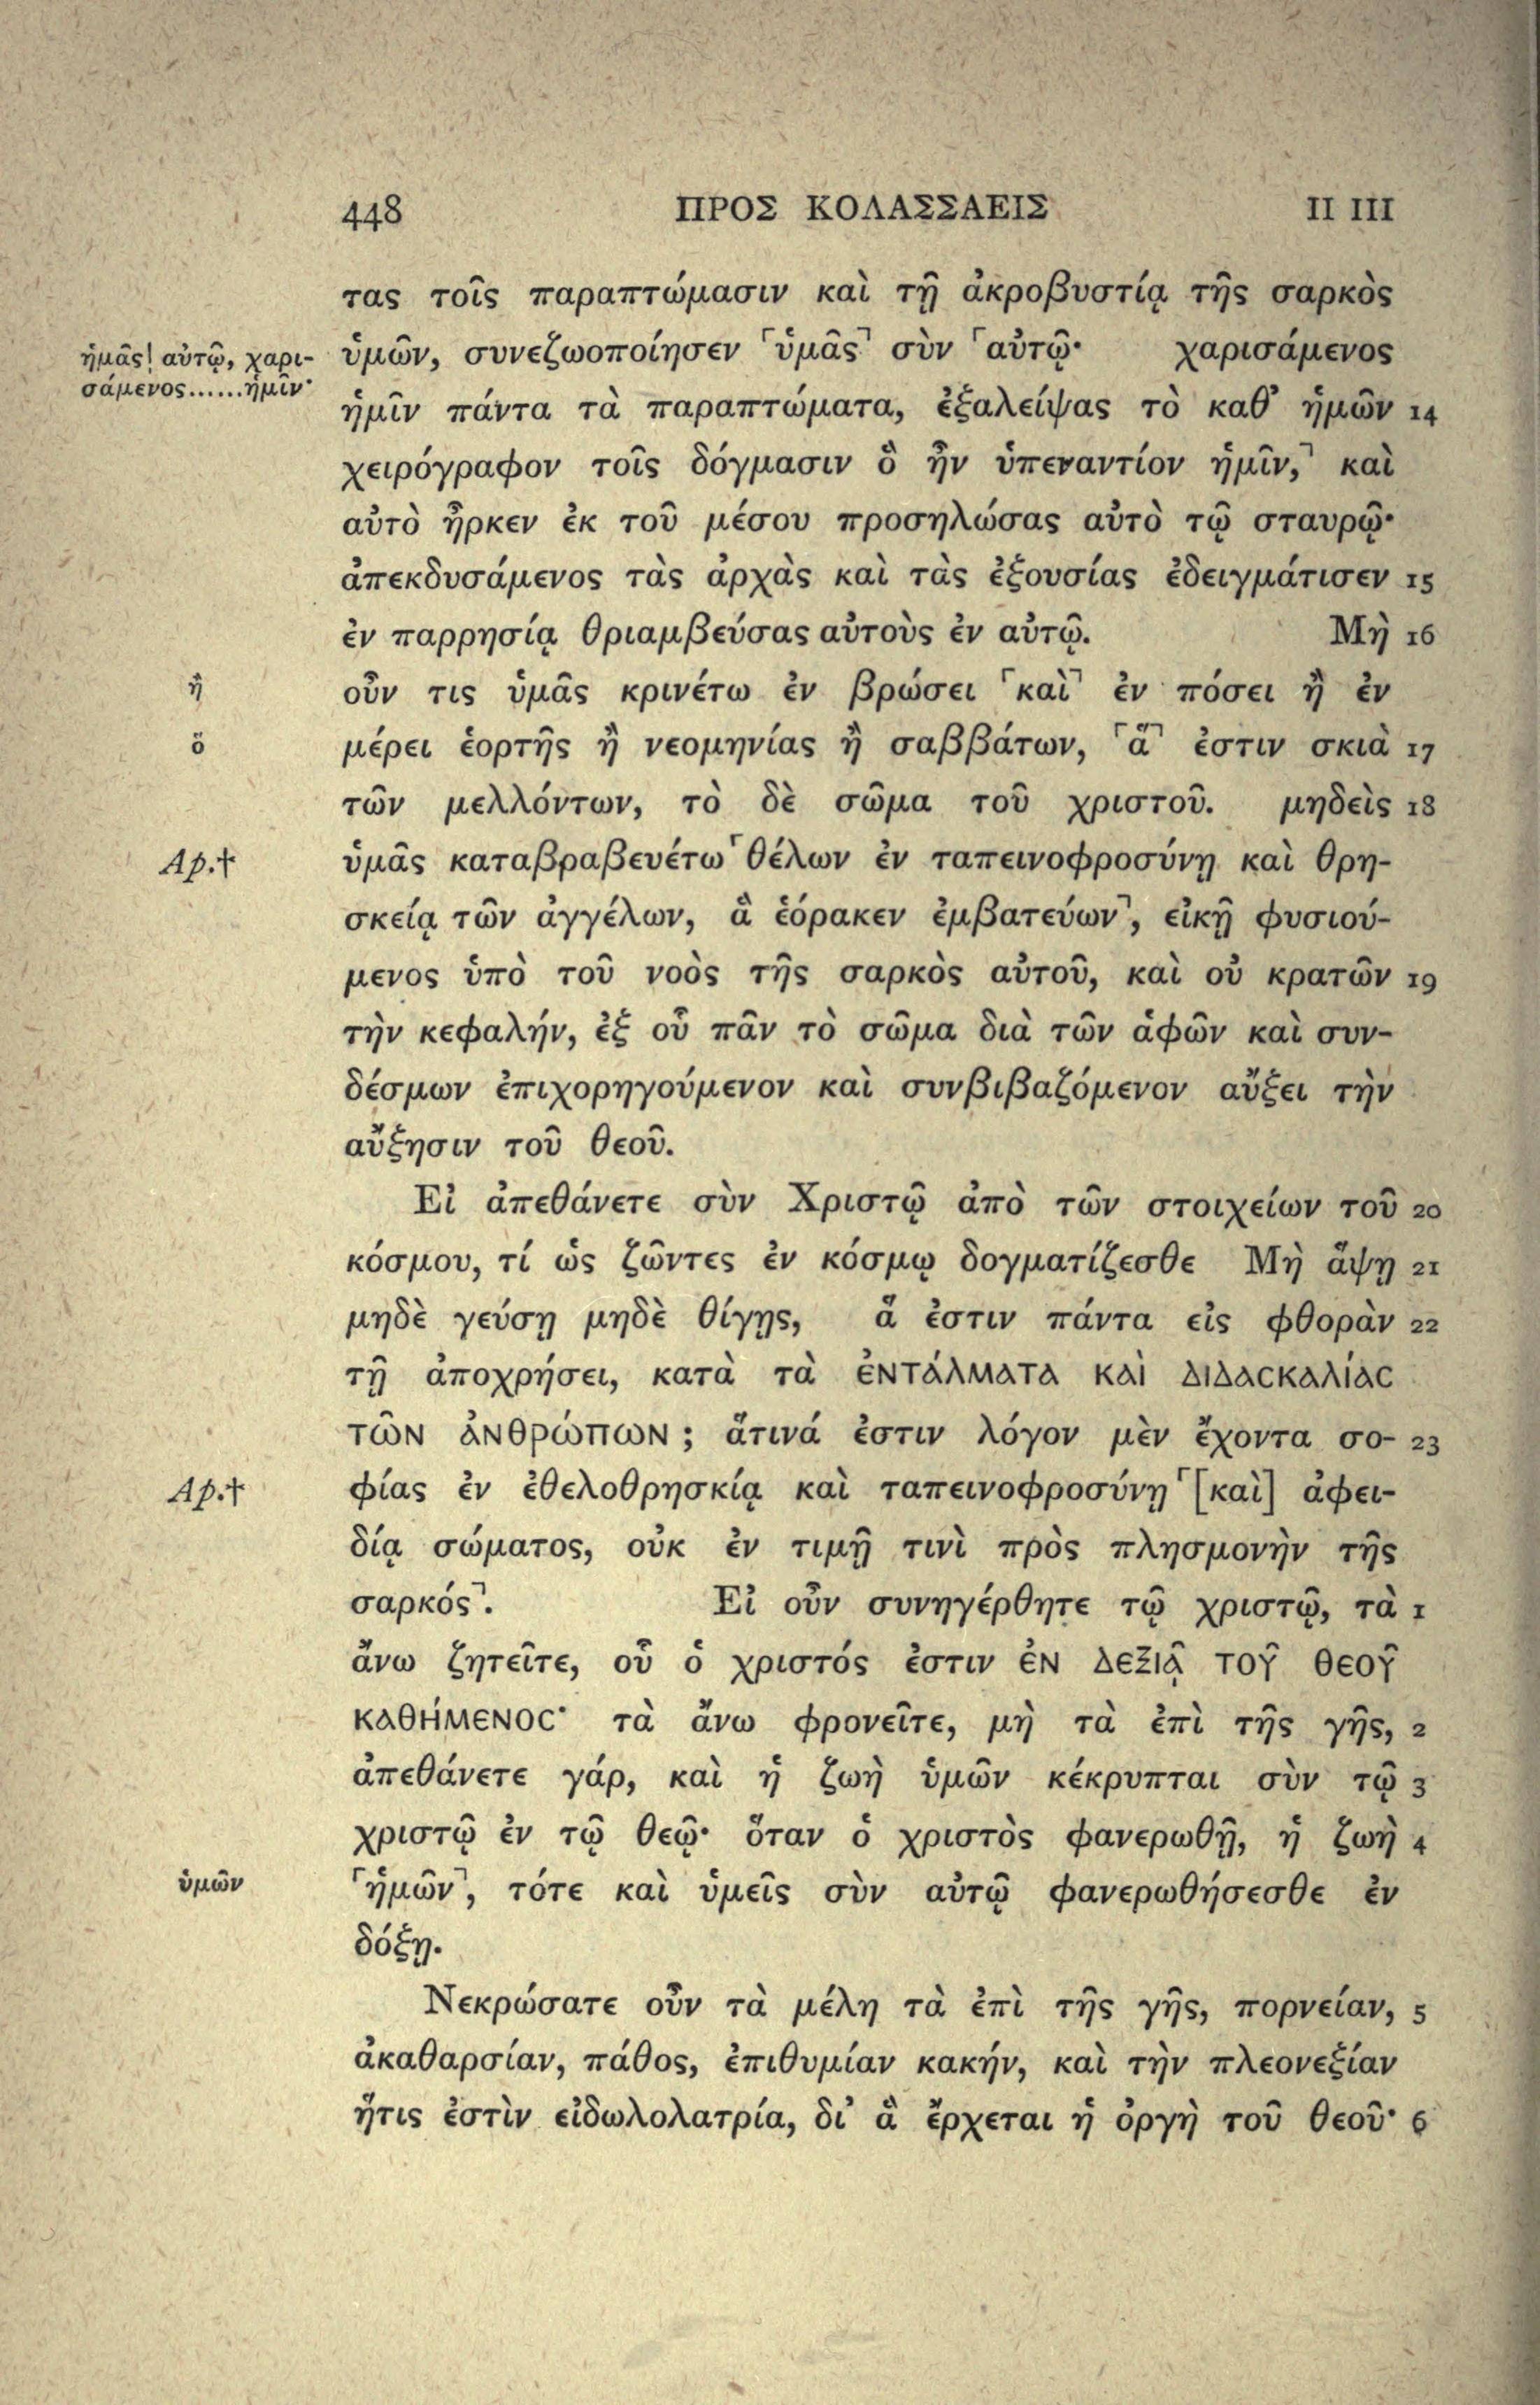 448 ΠΡΟΣ ΚΟΛΑΣΣΑΕΙΣ II III
τας τοῖς παραπτώμασιν καὶ τῇ ἀκροβυστίᾳ τῆς σαρκὸς
ἡμᾶς| αὐτῷ, χαρι-
σάμενος......ἡμῖν·
ὑμῶν, συνεζωοποίησεν ⌜ὑμᾶς⌝ σὺν ⌜αὐτῷ· χαρισάμενος
ἡμῖν πάντα τὰ παραπτώματα, ἐξαλείψας τὸ καθ' ἡμῶν 14
χειρόγραφον τοῖς δόγμασιν ὃ ἦν ὑπεναντίον ἡμῖν,⌝ καὶ
αὐτὸ ἦρκεν ἐκ τοῦ μέσου προσηλώσας αὐτὸ τῷ σταυρῷ·
ἀπεκδυσάμενος τὰς ἀρχὰς καὶ τὰς ἐξουσίας ἐδειγμάτισεν 15
ἐν παρρησίᾳ θριαμβεύσας αὐτοὺς ἐν αὐτῷ. Μὴ 16
ἢ
οὖν τις ὑμᾶς κρινέτω ἐν βρώσει ⌜καὶ⌝ ἐν πόσει ἢ ἐν
ὅ
μέρει ἑορτῆς ἢ νεομηνίας ἢ σαββάτων, ⌜ἅ⌝ ἐστιν σκιὰ 17
τῶν μελλόντων, τὸ δὲ σῶμα τοῦ χριστοῦ. μηδεὶς 18
Ap.†
ὑμᾶς καταβραβευέτω ⌜θέλων ἐν ταπεινοφροσύνῃ καὶ θρη-
σκείᾳ τῶν ἀγγέλων, ἃ ἑόρακεν ἐμβατεύων⌝, εἰκῇ φυσιού-
μενος ὑπὸ τοῦ νοὸς τῆς σαρκὸς αὐτοῦ, καὶ οὐ κρατῶν 19
τὴν κεφαλήν, ἐξ οὗ πᾶν τὸ σῶμα διὰ τῶν ἁφῶν καὶ συν-
δέσμων ἐπιχορηγούμενον καὶ συνβιβαζόμενον αὔξει τὴν
αὔξησιν τοῦ θεοῦ.
Εἰ ἀπεθάνετε σὺν Χριστῷ ἀπὸ τῶν στοιχείων τοῦ 20
κόσμου, τί ὡς ζῶντες ἐν κόσμῳ δογματίζεσθε Μὴ ἅψῃ 21
μηδὲ γεύσῃ μηδὲ θίγῃς, ἅ ἐστιν πάντα εἰς φθορὰν 22
τῇ ἀποχρήσει, κατὰ τὰ ἐντάλματα καὶ διδασκαλίας
τῶν ἀνθρώπων; ἅτινά ἐστιν λόγον μὲν ἔχοντα σο- 23
Ap.†
φίας ἐν ἐθελοθρησκίᾳ καὶ ταπεινοφροσύνῃ ⌜[καὶ] ἀφει-
δίᾳ σώματος, οὐκ ἐν τιμῇ τινὶ πρὸς πλησμονὴν τῆς
σαρκός⌝. Εἰ οὖν συνηγέρθητε τῷ χριστῷ, τὰ 1
ἄνω ζητεῖτε, οὗ ὁ χριστός ἐστιν ἐν δεξιᾷ τοῦ θεοῦ
καθήμενος· τὰ ἄνω φρονεῖτε, μὴ τὰ ἐπὶ τῆς γῆς, 2
ἀπεθάνετε γάρ, καὶ ἡ ζωὴ ὑμῶν κέκρυπται σὺν τῷ 3
χριστῷ ἐν τῷ θεῷ· ὅταν ὁ χριστὸς φανερωθῇ, ἡ ζωὴ 4
ὑμῶν
⌜ἡμῶν⌝, τότε καὶ ὑμεῖς σὺν αὐτῷ φανερωθήσεσθε ἐν
δόξῃ.
Νεκρώσατε οὖν τὰ μέλη τὰ ἐπὶ τῆς γῆς, πορνείαν, 5
ἀκαθαρσίαν, πάθος, ἐπιθυμίαν κακήν, καὶ τὴν πλεονεξίαν
ἥτις ἐστὶν εἰδωλολατρία, δι' ἃ ἔρχεται ἡ ὀργὴ τοῦ θεοῦ· 6